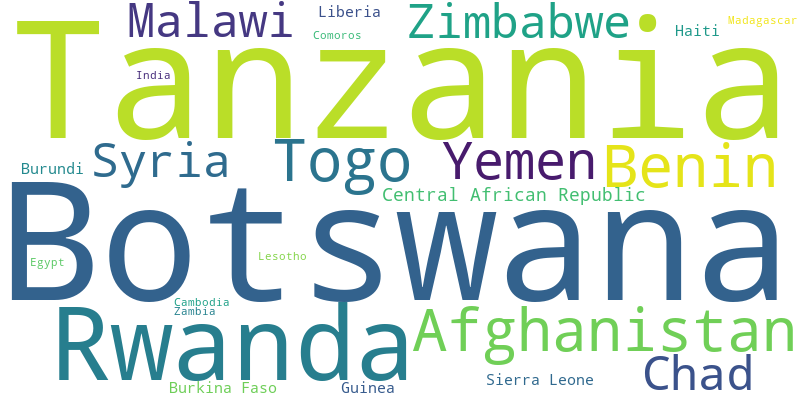 Malawi
Liberia
Zimbabwe
Madagascar
Comoros
Haiti
Tanzania
India
Burundi
Syria
Togo
Yemen
Benin
Central African Republic
Botswana
Egypt
Lesotho
Cambodia
Zambia
Rwanda
Afghanistan
Burkina Faso
Guinea
Sierra Leone
Chad